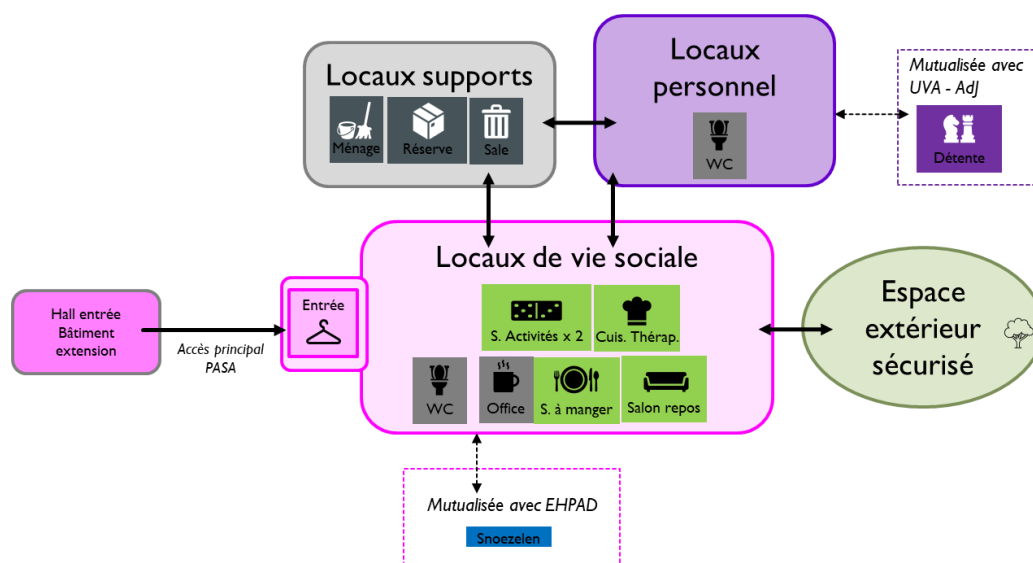 Locaux supports
Ménage
Réserve
Sale
Locaux
personnel
WC
Mutualisée avec
UVA - AdJ
Détente
Locaux de vie sociale
Hall entrée
Bâtiment
extension
Accès principal
PASA
Entrée
S. Activités x 2
Cuis. Thérap.
WC
Office
S. à manger
Salon repos
Espace
extérieur
sécurisé
Mutualisée avec EHPAD
Snoezelen